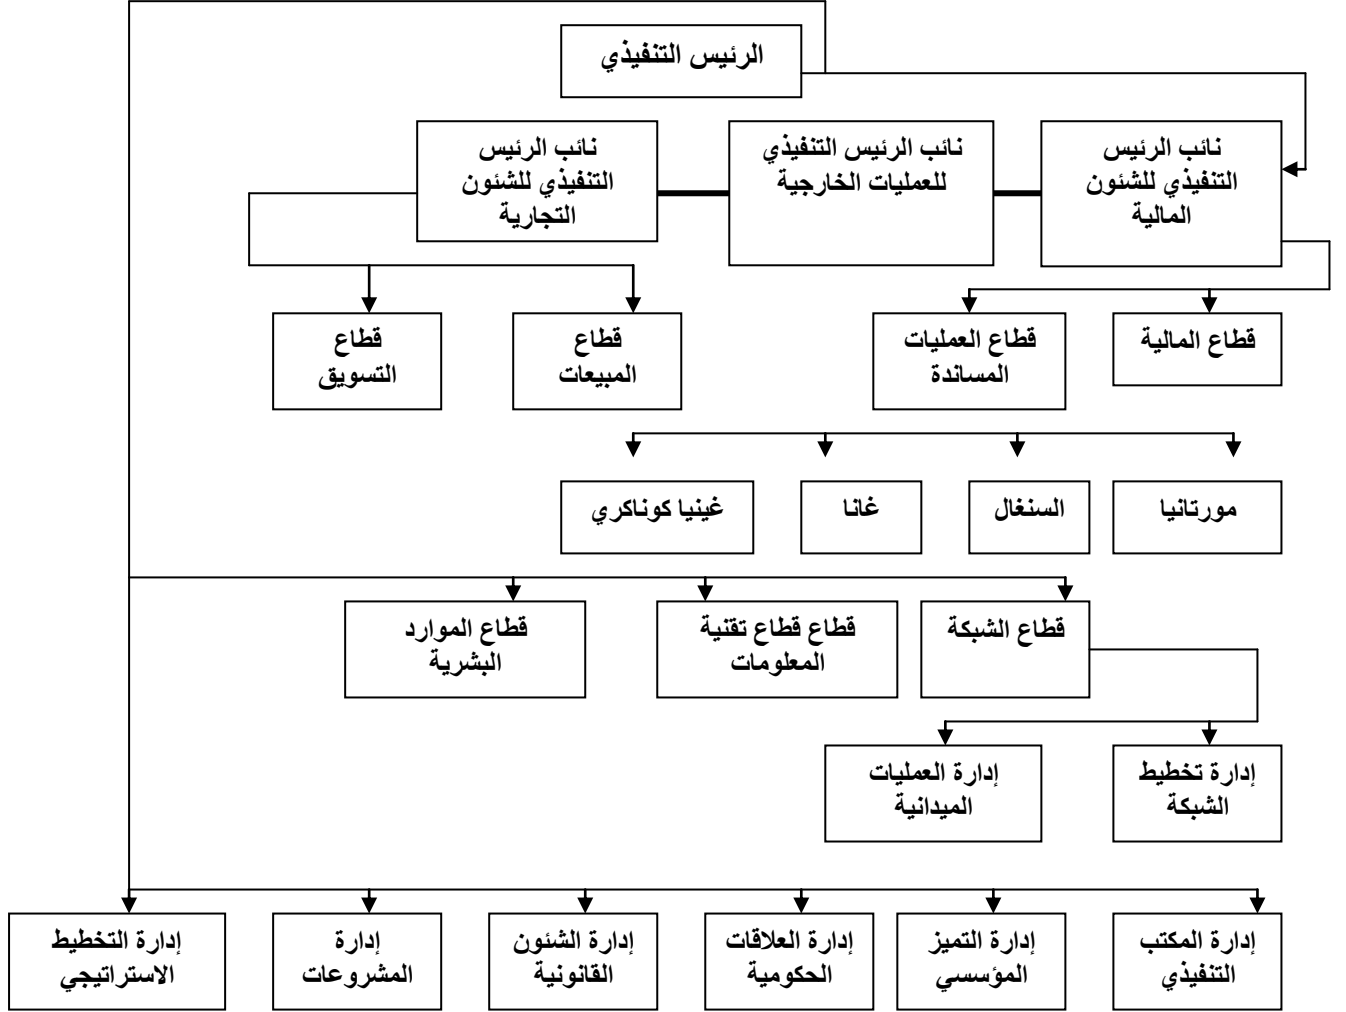 الرئيس التنفيذي
نائب الرئيس
التنفيذي للشئون
المالية
نائب الرئيس التنفيذي
للعمليات الخارجية
نائب الرئيس
التنفيذي للشئون
التجارية
قطاع المالية
قطاع العمليات
المساندة
قطاع
المبيعات
قطاع
التسويق
مورتانيا
السنغال
غانا
غينيا كوناكري
قطاع الشبكة
قطاع قطاع تقنية
المعلومات
قطاع الموارد
البشرية
إدارة تخطيط
الشبكة
إدارة العمليات
الميدانية
إدارة المكتب
التنفيذي
إدارة التميز
المؤسسي
إدارة العلاقات
الحكومية
إدارة الشئون
القانونية
إدارة
المشروعات
إدارة التخطيط
الاستراتيجي